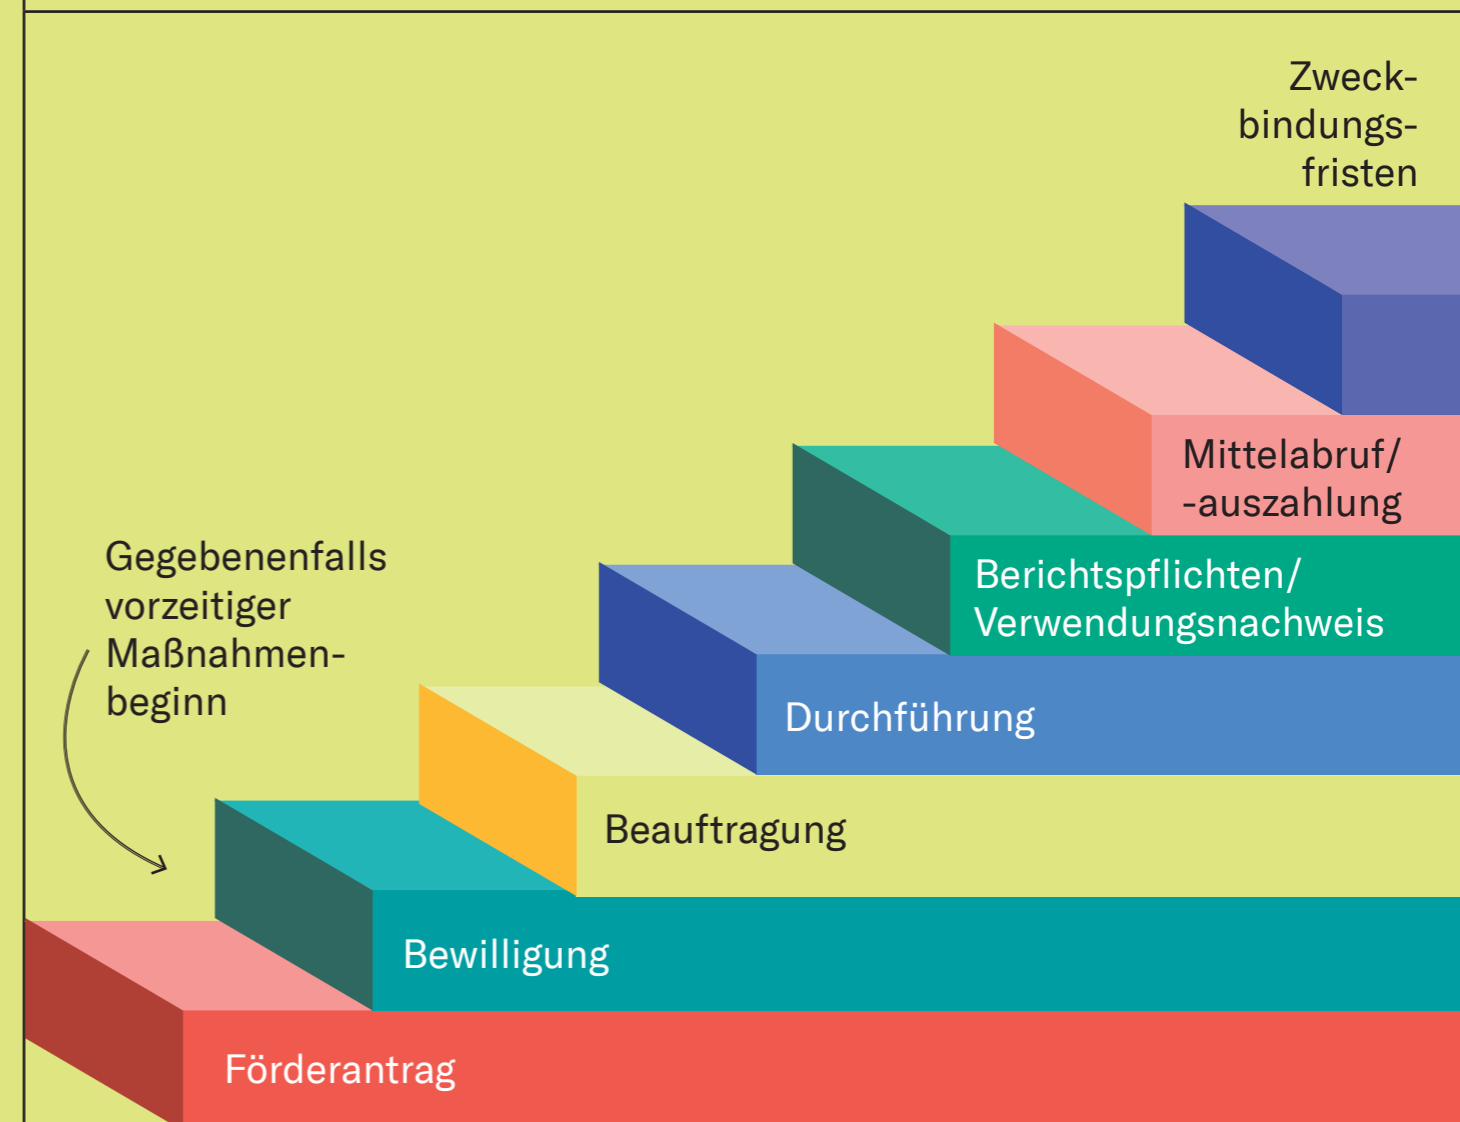 Zweck-
bindungs-
fristen
Mittelabruf/
-auszahlung
Berichtspflichten/
Verwendungsnachweis
Gegebenenfalls
vorzeitiger
Maßnahmen-
beginn
Durchführung
Beauftragung
Bewilligung
Förderantrag